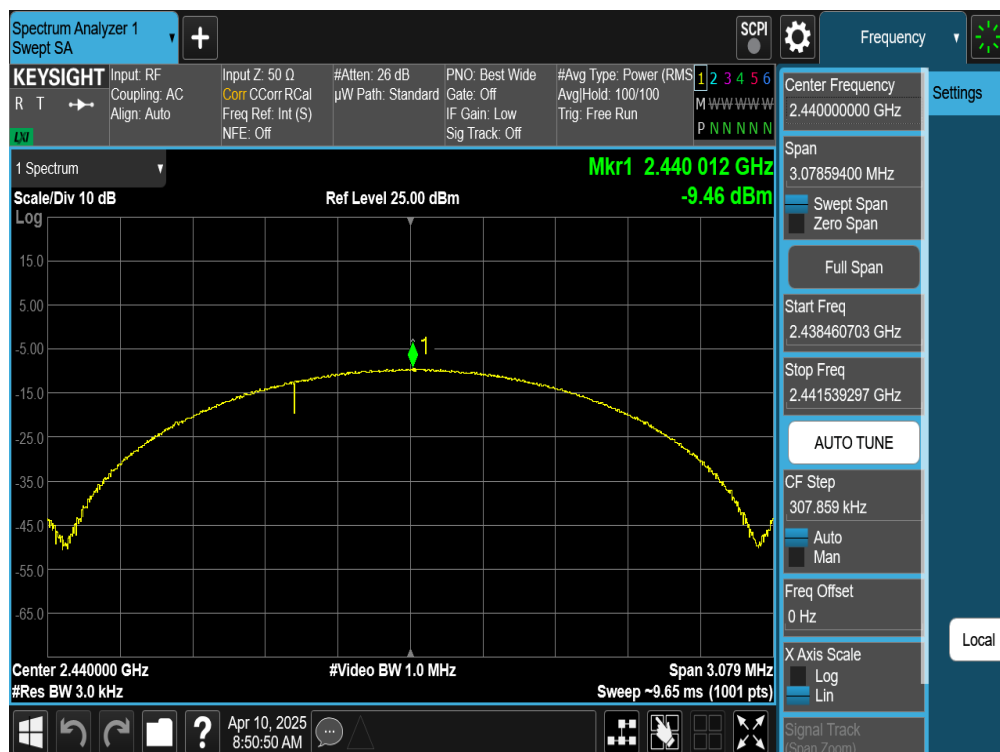 Spectrum Analyzer 1
Swept SA
+
SCPI
Frequency
KEYSIGHT
R T
LXI
Input: RF
Coupling: AC
Align: Auto
Input Z: 50 Ω
Corr CCorr RCal
Freq Ref: Int (S)
NFE: Off
#Atten: 26 dB
µW Path: Standard
PNO: Best Wide
Gate: Off
IF Gain: Low
Sig Track: Off
#Avg Type: Power (RMS
Avg|Hold: 100/100
Trig: Free Run
1 2 3 4 5 6
M W W W W W W
P N N N N N N
1 Spectrum
Mkr1 2.440 012 GHz
-9.46 dBm
Scale/Div 10 dB
Ref Level 25.00 dBm
Log
15.0
5.00
-5.00
-15.0
-25.0
-35.0
-45.0
-55.0
-65.0
1
Center 2.440000 GHz
#Video BW 1.0 MHz
Span 3.079 MHz
#Res BW 3.0 kHz
Sweep ~9.65 ms (1001 pts)
?
Apr 10, 2025
8:50:50 AM
Center Frequency
2.440000000 GHz
Span
3.07859400 MHz
Swept Span
Zero Span
Full Span
Start Freq
2.438460703 GHz
Stop Freq
2.441539297 GHz
AUTO TUNE
CF Step
307.859 kHz
Auto
Man
Freq Offset
0 Hz
X Axis Scale
Log
Lin
Signal Track
(Span Zoom)
Settings
Local